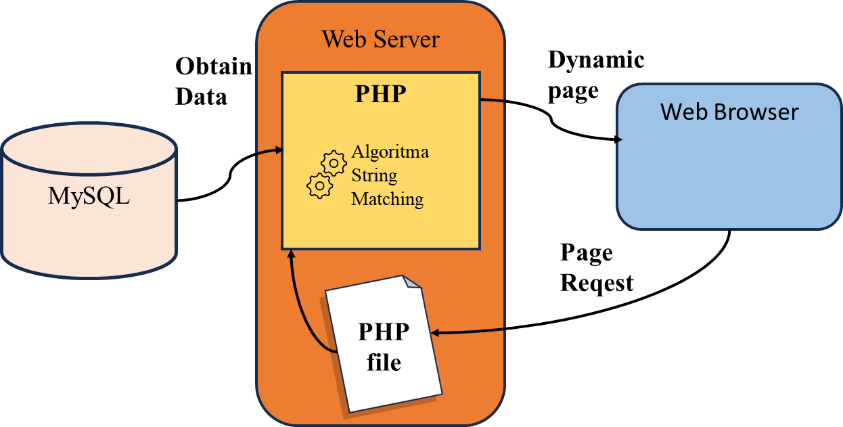 Web Server
Obtain
Data
PHP
Algoritma
String
Matching
Dynamic
page
Web Browser
MySQL
Page
Reqest
PHP
file